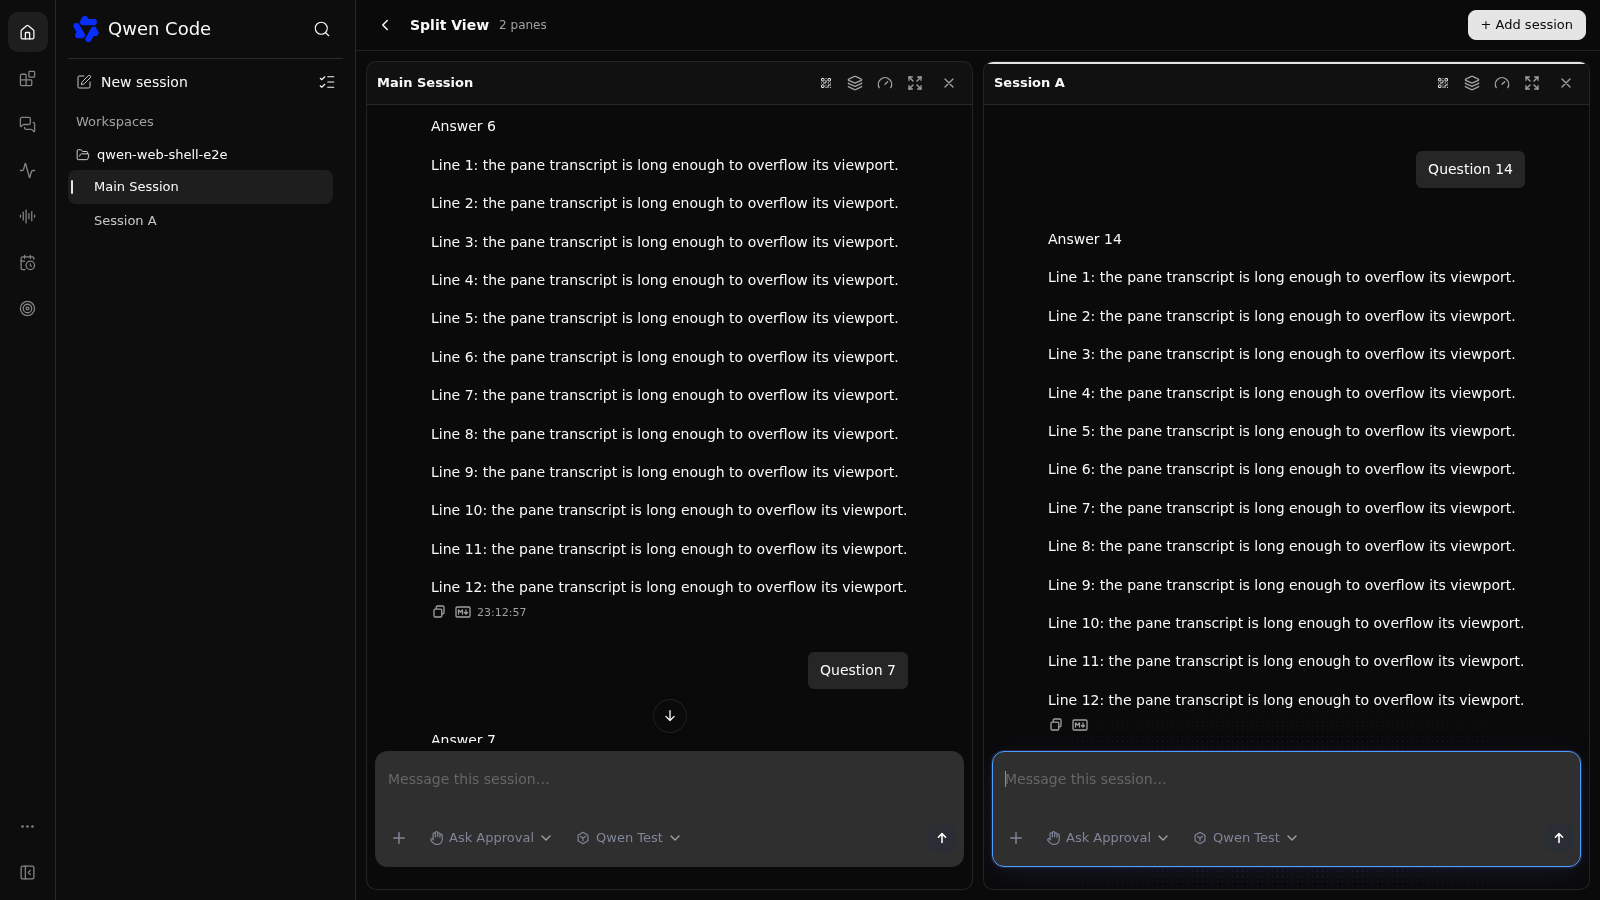 Qwen Code
New session
Workspaces
qwen-web-shell-e2e
Main Session
Session A
Split View 2 panes
+ Add session
Main Session
Answer 6
Line 1: the pane transcript is long enough to overflow its viewport.
Line 2: the pane transcript is long enough to overflow its viewport.
Line 3: the pane transcript is long enough to overflow its viewport.
Line 4: the pane transcript is long enough to overflow its viewport.
Line 5: the pane transcript is long enough to overflow its viewport.
Line 6: the pane transcript is long enough to overflow its viewport.
Line 7: the pane transcript is long enough to overflow its viewport.
Line 8: the pane transcript is long enough to overflow its viewport.
Line 9: the pane transcript is long enough to overflow its viewport.
Line 10: the pane transcript is long enough to overflow its viewport.
Line 11: the pane transcript is long enough to overflow its viewport.
Line 12: the pane transcript is long enough to overflow its viewport.
23:12:57
Question 7
Answer 7
Message this session...
Ask Approval Qwen Test
Session A
Question 14
Answer 14
Line 1: the pane transcript is long enough to overflow its viewport.
Line 2: the pane transcript is long enough to overflow its viewport.
Line 3: the pane transcript is long enough to overflow its viewport.
Line 4: the pane transcript is long enough to overflow its viewport.
Line 5: the pane transcript is long enough to overflow its viewport.
Line 6: the pane transcript is long enough to overflow its viewport.
Line 7: the pane transcript is long enough to overflow its viewport.
Line 8: the pane transcript is long enough to overflow its viewport.
Line 9: the pane transcript is long enough to overflow its viewport.
Line 10: the pane transcript is long enough to overflow its viewport.
Line 11: the pane transcript is long enough to overflow its viewport.
Line 12: the pane transcript is long enough to overflow its viewport.
Message this session...
Ask Approval Qwen Test